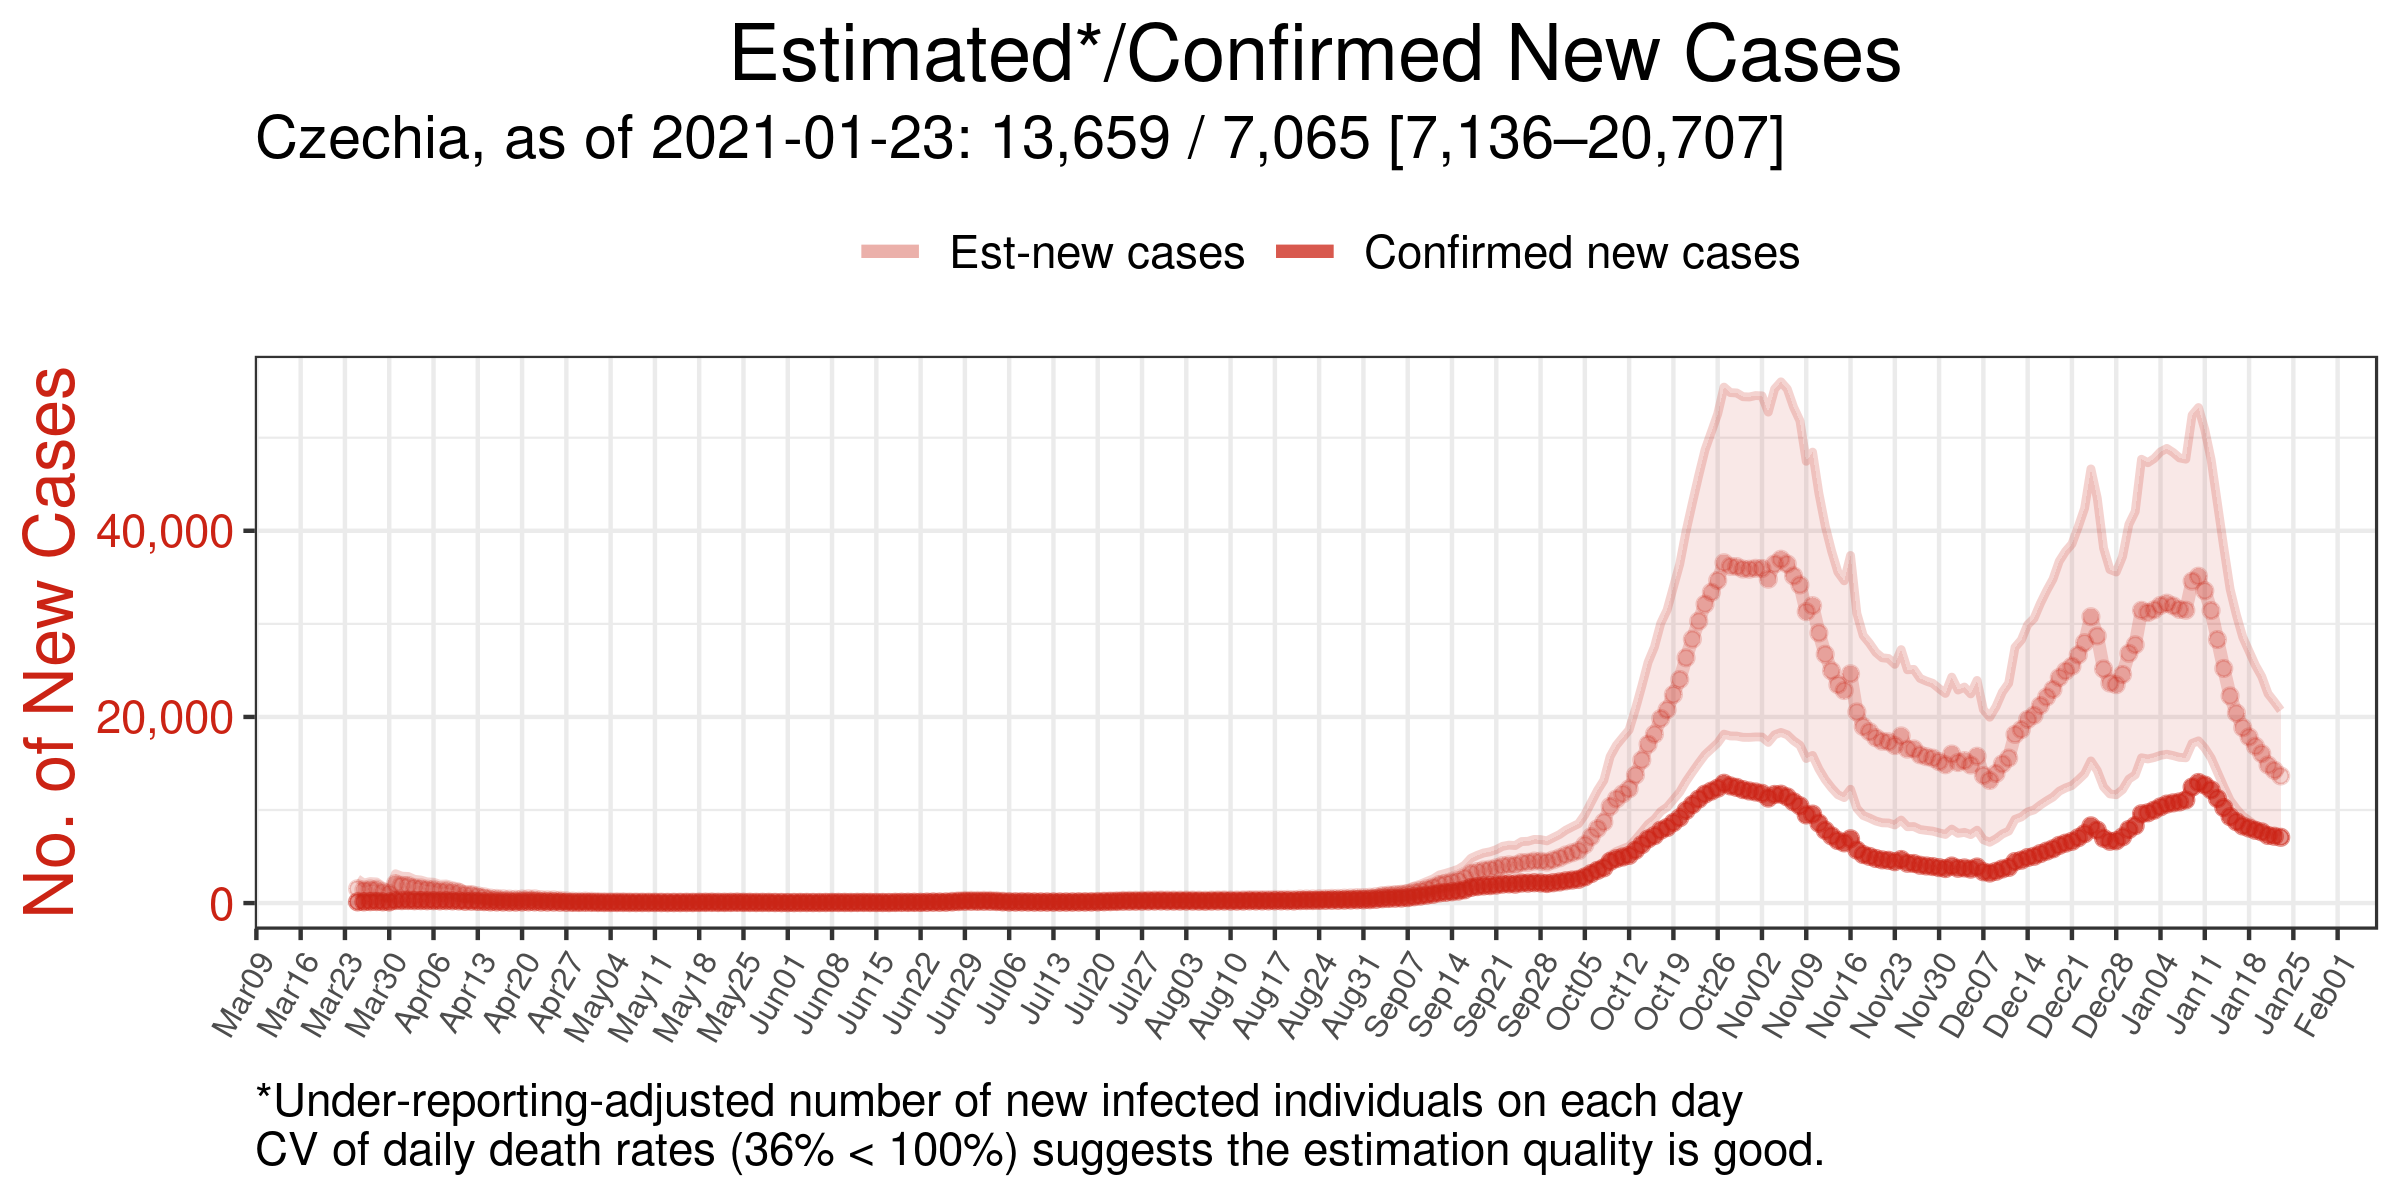 Estimated*/Confirmed New Cases
Czechia, as of 2021-01-23: 13,659 / 7,065 [7,136–20,707]
Est-new cases
Confirmed new cases
No. of New Cases
40,000
20,000
0
Mar09
Mar16
Mar23
Mar30
Apr06
Apr13
Apr20
Apr27
May04
May11
May18
May25
Jun01
Jun08
Jun15
Jun22
Jun29
Jul06
Jul13
Jul20
Jul27
Aug03
Aug10
Aug17
Aug24
Aug31
Sep07
Sep14
Sep21
Sep28
Oct05
Oct12
Oct19
Oct26
Nov02
Nov09
Nov16
Nov23
Nov30
Dec07
Dec14
Dec21
Dec28
Jan04
Jan11
Jan18
Jan25
Feb01
*Under-reporting-adjusted number of new infected individuals on each day
CV of daily death rates (36% < 100%) suggests the estimation quality is good.